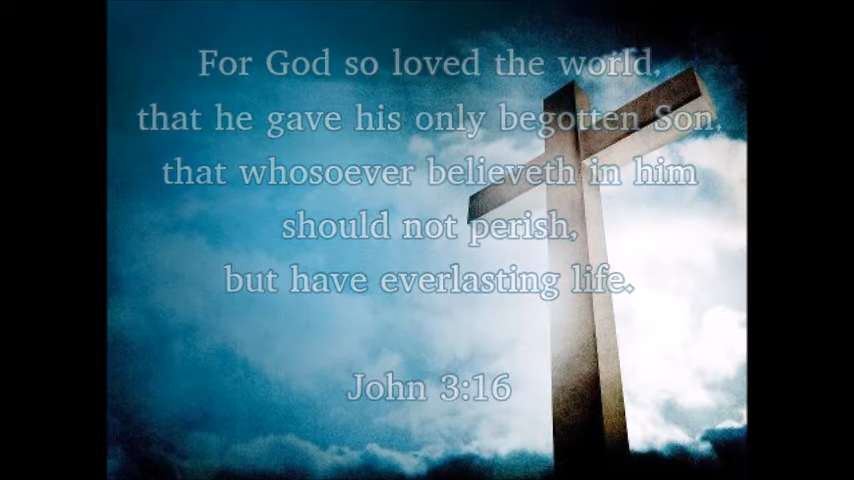 For God so loved the world,
that he gave his only begotten Son,
that whosoever believeth in him
should not perish,
but have everlasting life.
John 3:16